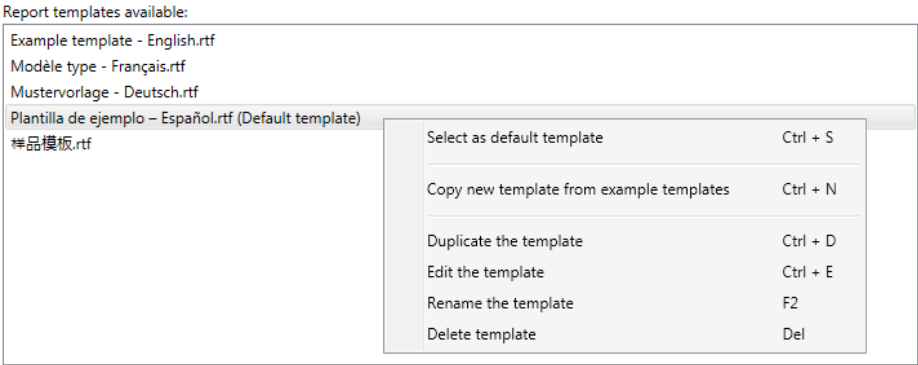 Report templates available:
Example template - English.rtf
Modèle type - Français.rtf
Mustervorlage - Deutsch.rtf
Plantilla de ejemplo – Español.rtf (Default template)
样品模板.rtf
Select as default template Ctrl + S
Copy new template from example templates Ctrl + N
Duplicate the template Ctrl + D
Edit the template Ctrl + E
Rename the template F2
Delete template Del